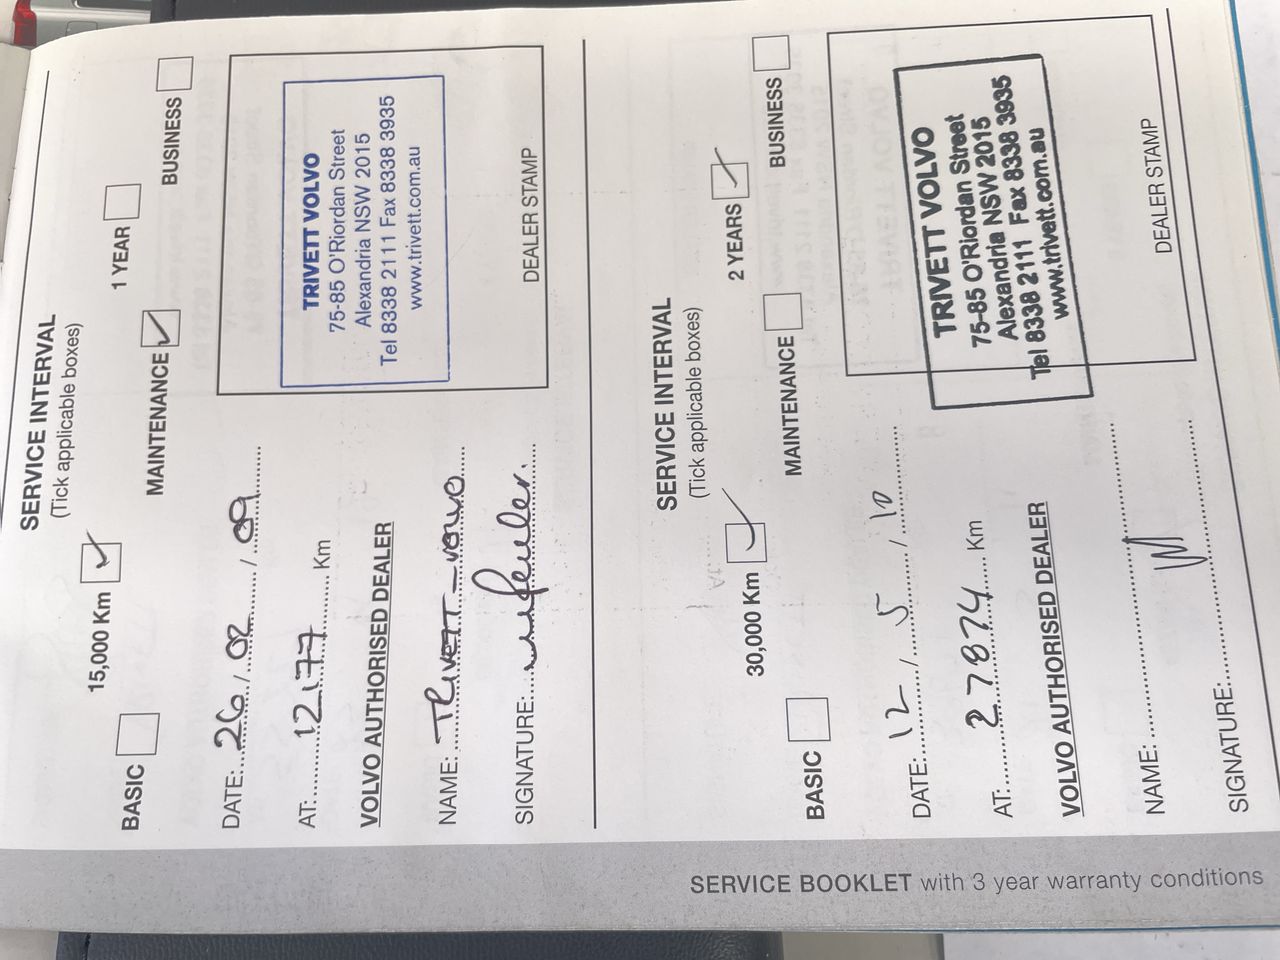 SERVICE INTERVAL
(Tick applicable boxes)
15,000 Km ✓ 1 YEAR
BASIC MAINTENANCE ✓ BUSINESS
DATE: 26 / 02 / 09
AT: 12177 Km
VOLVO AUTHORISED DEALER
NAME: TRIVETT - VOLVO
SIGNATURE:
TRIVETT VOLVO
75-85 O'Riordan Street
Alexandria NSW 2015
Tel 8338 2111 Fax 8338 3935
www.trivett.com.au
DEALER STAMP
SERVICE INTERVAL
(Tick applicable boxes)
30,000 Km ✓ 2 YEARS ✓
BASIC MAINTENANCE BUSINESS
DATE: 12 / 5 / 10
AT: 27874 Km
VOLVO AUTHORISED DEALER
NAME:
SIGNATURE:
TRIVETT VOLVO
75-85 O'Riordan Street
Alexandria NSW 2015
Tel 8338 2111 Fax 8338 3935
www.trivett.com.au
DEALER STAMP
SERVICE BOOKLET with 3 year warranty conditions